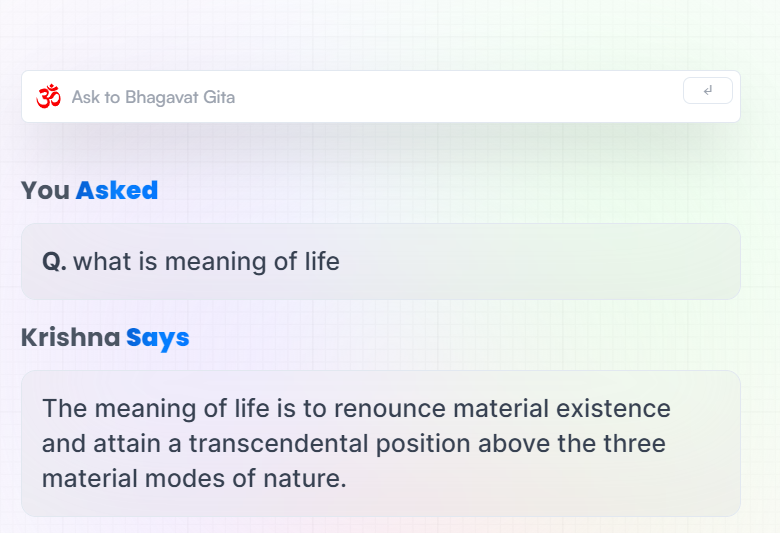 ॐ Ask to Bhagavat Gita
You Asked
Q. what is meaning of life
Krishna Says
The meaning of life is to renounce material existence
and attain a transcendental position above the three
material modes of nature.